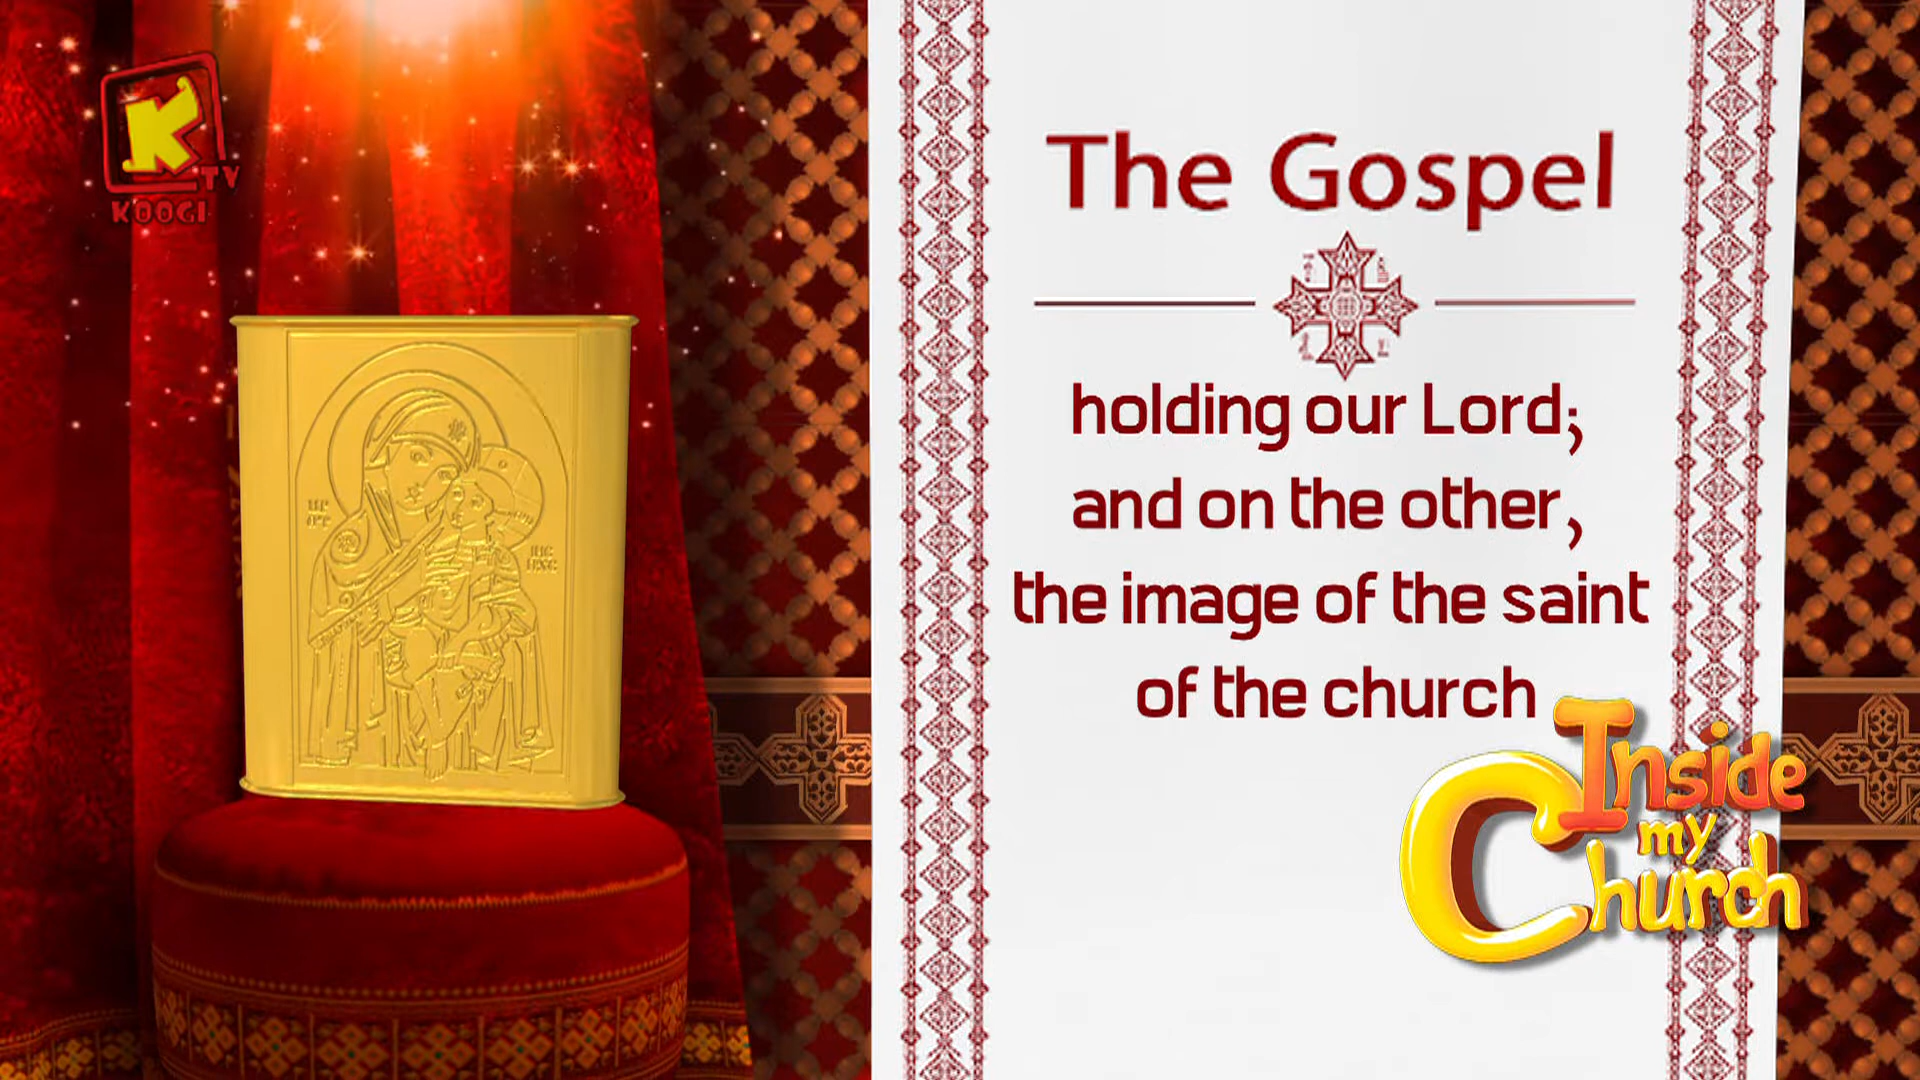 K
TV
KOOGI
The Gospel
holding our Lord;
and on the other,
the image of the saint
of the church
Inside
my
Church